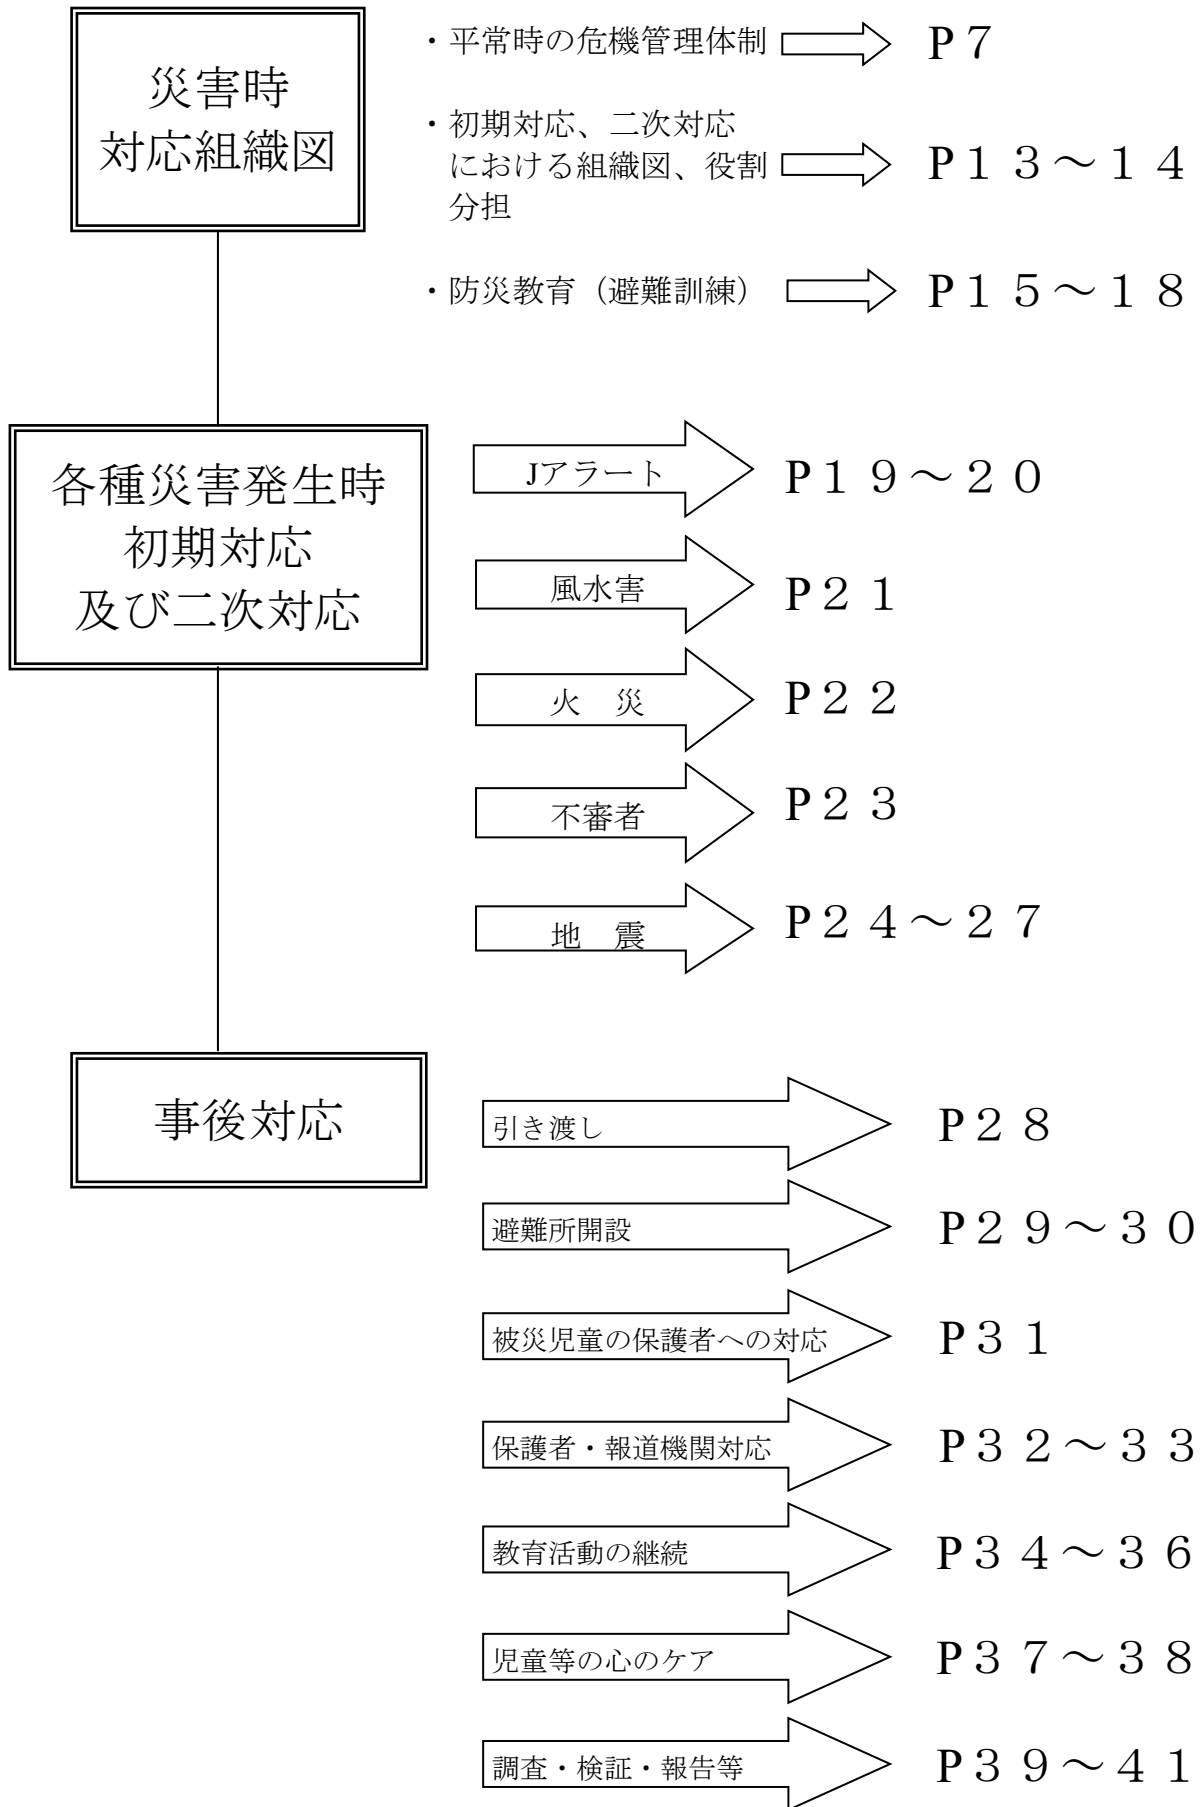 災害時
対応組織図
・平常時の危機管理体制
P７
・初期対応、二次対応
における組織図、役割
分担
P１３～１４
・防災教育（避難訓練）
P１５～１８
各種災害発生時
初期対応
及び二次対応
Jアラート
P１９～２０
風水害
P２１
火　災
P２２
不審者
P２３
地　震
P２４～２７
事後対応
引き渡し
P２８
避難所開設
P２９～３０
被災児童の保護者への対応
P３１
保護者・報道機関対応
P３２～３３
教育活動の継続
P３４～３６
児童等の心のケア
P３７～３８
調査・検証・報告等
P３９～４１